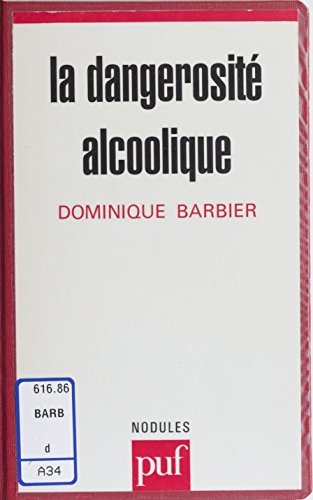 la dangerosité
alcoolique
DOMINIQUE BARBIER
616.86
BARB
d
A34
NODULES
puf